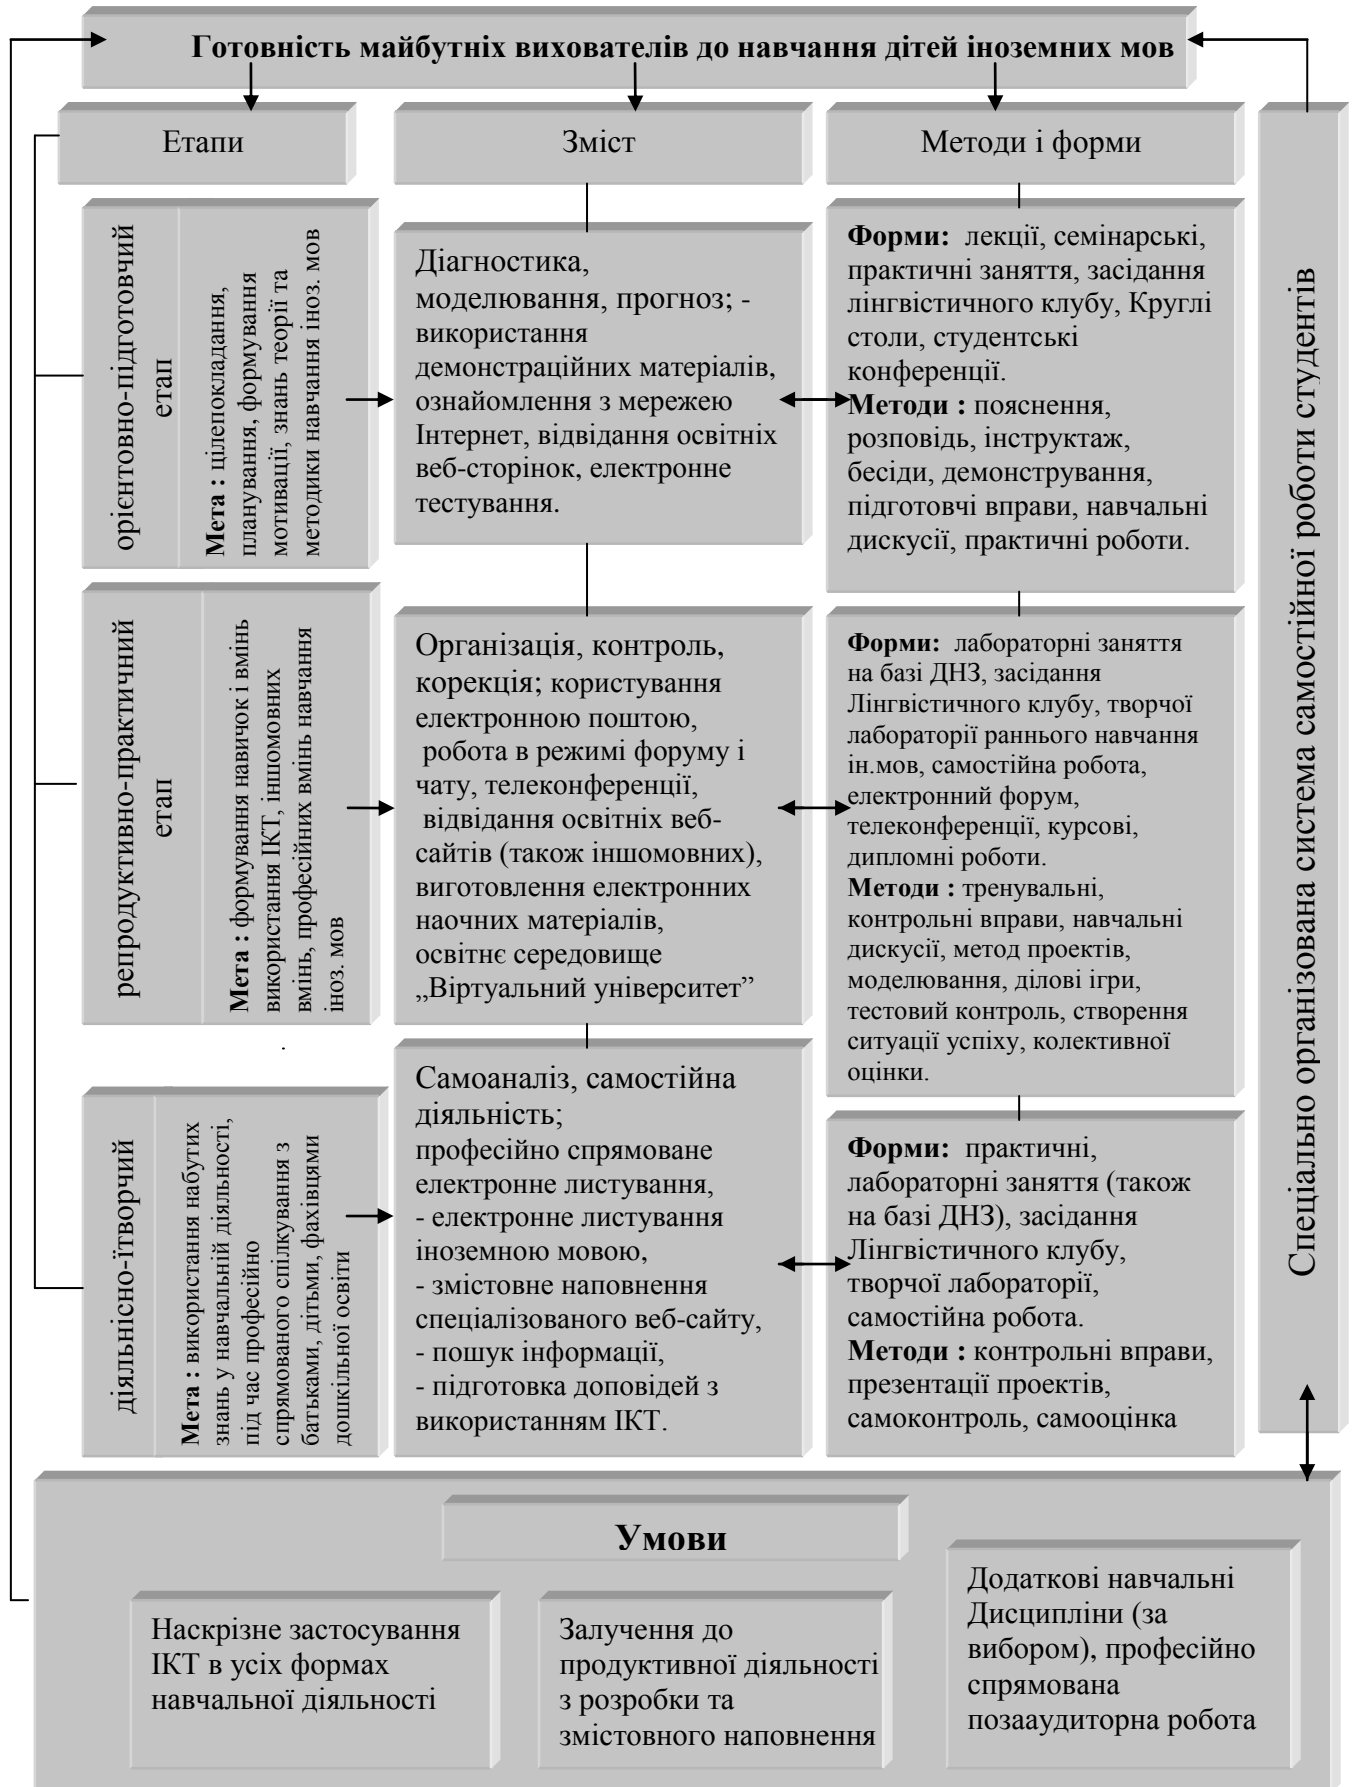 Готовність майбутніх вихователів до навчання дітей іноземних мов
Етапи
Зміст
Методи і форми
орієнтовно-підготовчий
етап
Мета : цілепокладання,
планування, формування
мотивації, знань теорії та
методики навчання іноз. мов
Діагностика,
моделювання, прогноз; -
використання
демонстраційних матеріалів,
ознайомлення з мережею
Інтернет, відвідання освітніх
веб-сторінок, електронне
тестування.
Форми: лекції, семінарські,
практичні заняття, засідання
лінгвістичного клубу, Круглі
столи, студентські
конференції.
Методи : пояснення,
розповідь, інструктаж,
бесіди, демонстрування,
підготовчі вправи, навчальні
дискусії, практичні роботи.
репродуктивно-практичний
етап
Мета : формування навичок і вмінь
використання ІКТ, іншомовних
вмінь, професійних вмінь навчання
іноз. мов
Організація, контроль,
корекція; користування
електронною поштою,
робота в режимі форуму і
чату, телеконференції,
відвідання освітніх веб-
сайтів (також іншомовних),
виготовлення електронних
наочних матеріалів,
освітнє середовище
„Віртуальний університет”
Форми: лабораторні заняття
на базі ДНЗ, засідання
Лінгвістичного клубу, творчої
лабораторії раннього навчання
ін.мов, самостійна робота,
електронний форум,
телеконференції, курсові,
дипломні роботи.
Методи : тренувальні,
контрольні вправи, навчальні
дискусії, метод проектів,
моделювання, ділові ігри,
тестовий контроль, створення
ситуації успіху, колективної
оцінки.
.
діяльнісно-їтворчий
Мета : використання набутих
знань у навчальній діяльності,
під час професійно
спрямованого спілкування з
батьками, дітьми, фахівцями
дошкільної освіти
Самоаналіз, самостійна
діяльність;
професійно спрямоване
електронне листування,
- електронне листування
іноземною мовою,
- змістовне наповнення
спеціалізованого веб-сайту,
- пошук інформації,
- підготовка доповідей з
використанням ІКТ.
Форми: практичні,
лабораторні заняття (також
на базі ДНЗ), засідання
Лінгвістичного клубу,
творчої лабораторії,
самостійна робота.
Методи : контрольні вправи,
презентації проектів,
самоконтроль, самооцінка
Спеціально організована система самостійної роботи студентів
Умови
Наскрізне застосування
ІКТ в усіх формах
навчальної діяльності
Залучення до
продуктивної діяльності
з розробки та
змістовного наповнення
Додаткові навчальні
Дисципліни (за
вибором), професійно
спрямована
позааудиторна робота